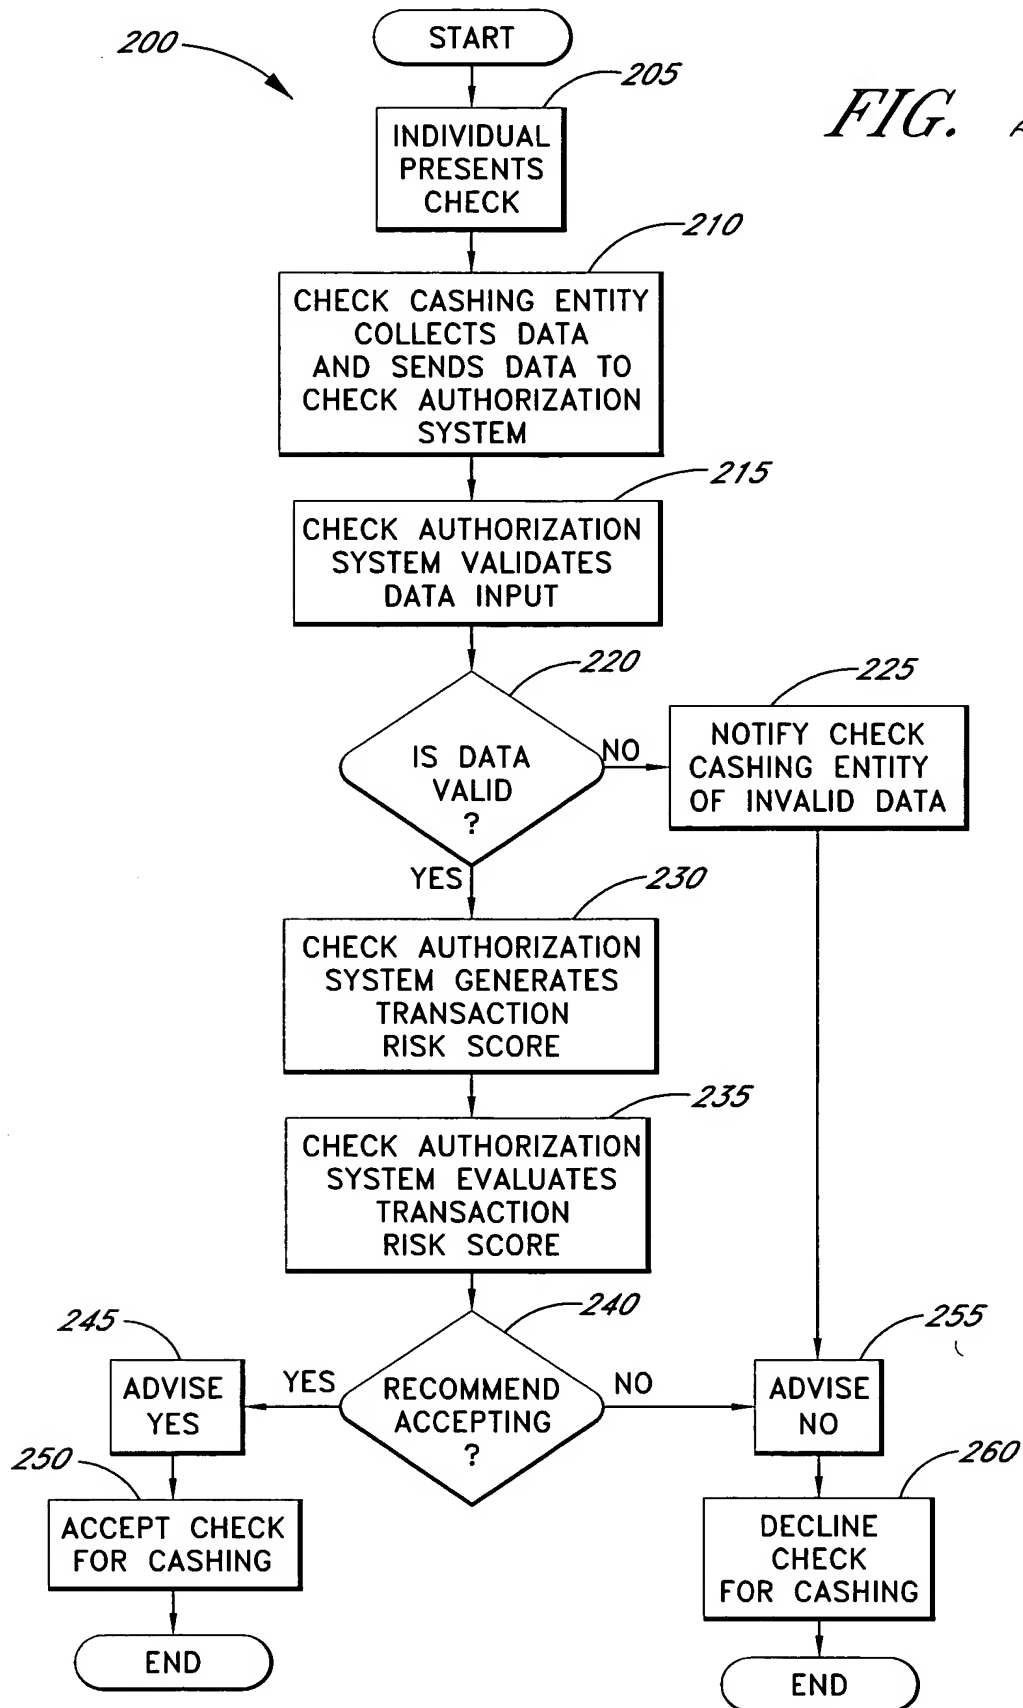 START
200
205
FIG.
INDIVIDUAL
PRESENTS
CHECK
210
CHECK CASHING ENTITY
COLLECTS DATA
AND SENDS DATA TO
CHECK AUTHORIZATION
SYSTEM
215
CHECK AUTHORIZATION
SYSTEM VALIDATES
DATA INPUT
220
IS DATA
VALID
?
NO
225
NOTIFY CHECK
CASHING ENTITY
OF INVALID DATA
YES
230
CHECK AUTHORIZATION
SYSTEM GENERATES
TRANSACTION
RISK SCORE
235
CHECK AUTHORIZATION
SYSTEM EVALUATES
TRANSACTION
RISK SCORE
240
RECOMMEND
ACCEPTING
?
YES
NO
245
ADVISE
YES
255
ADVISE
NO
250
ACCEPT CHECK
FOR CASHING
260
DECLINE
CHECK
FOR CASHING
END
END